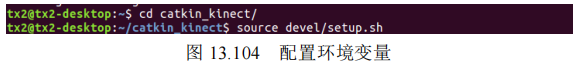 tx2@tx2-desktop:~$ cd catkin_kinect/
tx2@tx2-desktop:~/catkin_kinect$ source devel/setup.sh
图 13.104 配置环境变量